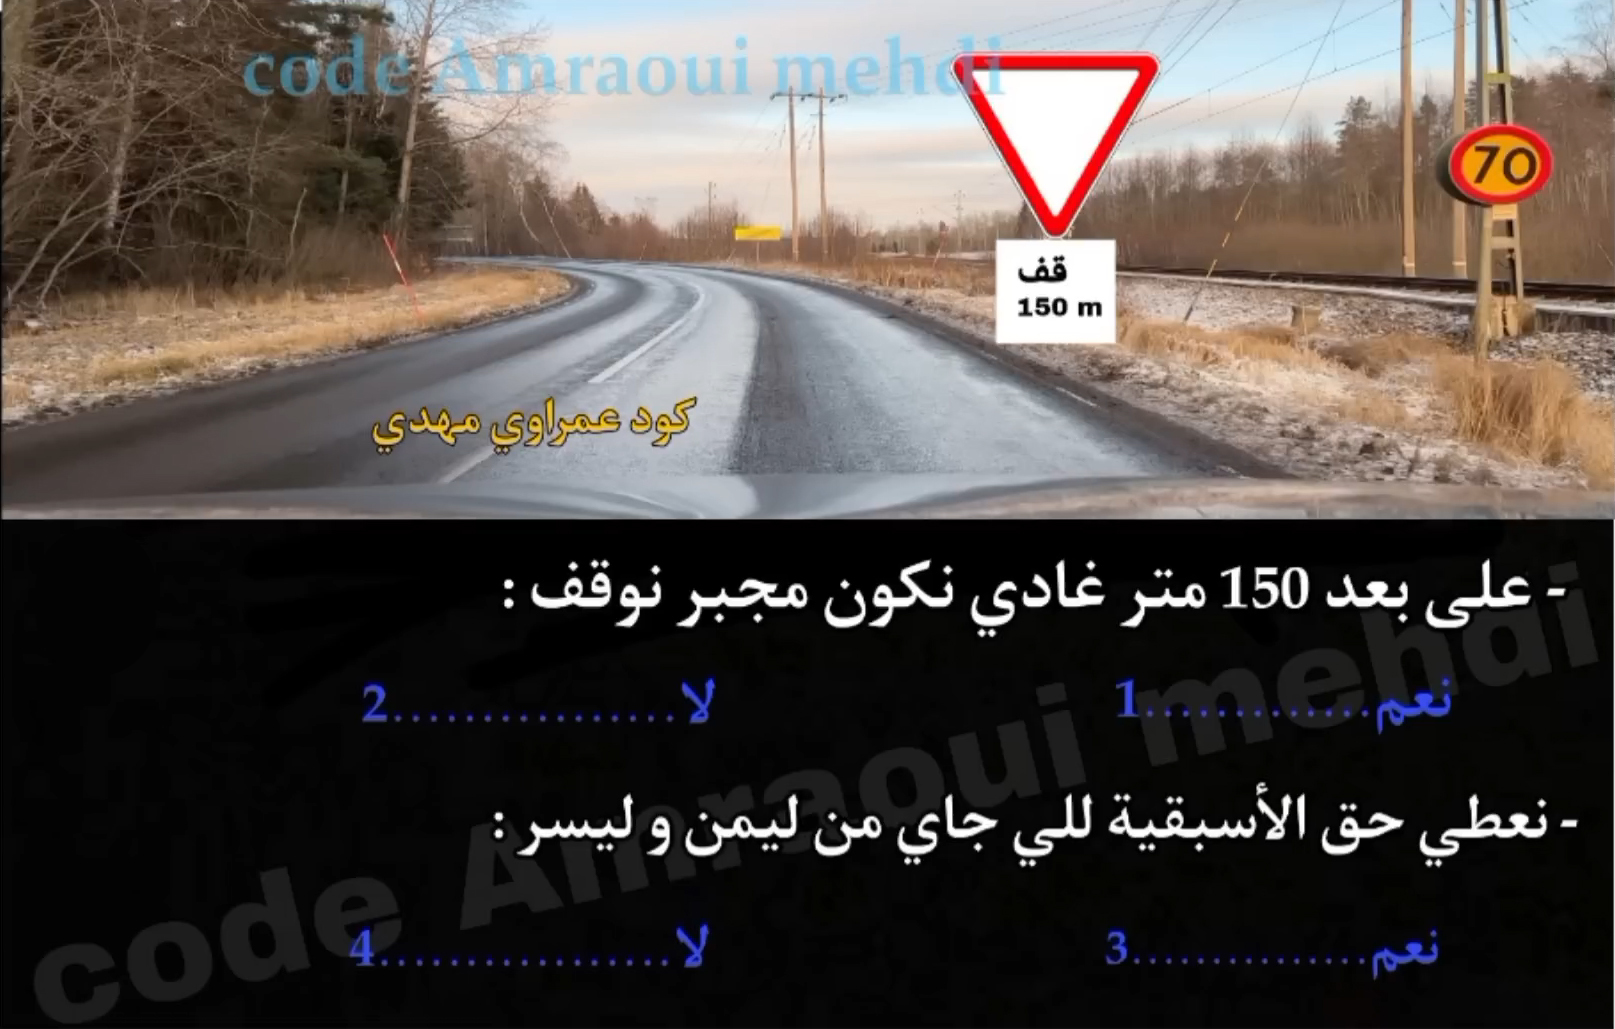 code Amraoui mehdi
70
قف
150 m
كود عمراوي مهدي
- على بعد 150 متر غادي نكون مجبر نوقف :
نعم.............1 لا................2
- نعطي حق الأسبقية للي جاي من ليمن و ليسر :
نعم...............3 لا.................4
code Amraoui mehdi